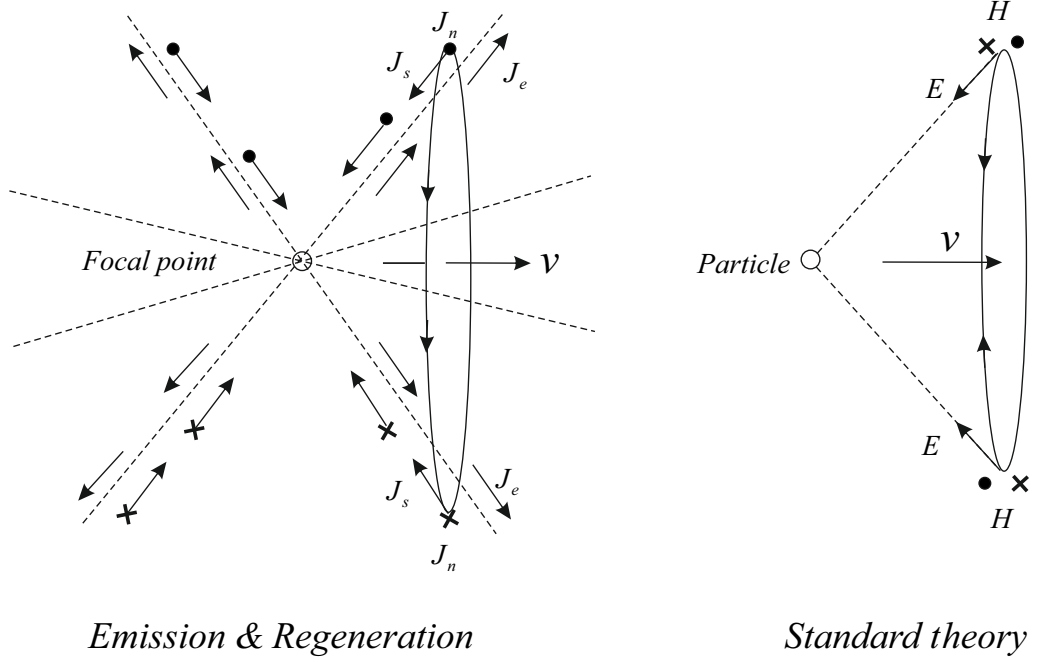 J_n
H
J_s
J_e
E
Focal point
v
Particle
v
E
J_s
J_e
H
J_n
Emission & Regeneration
Standard theory